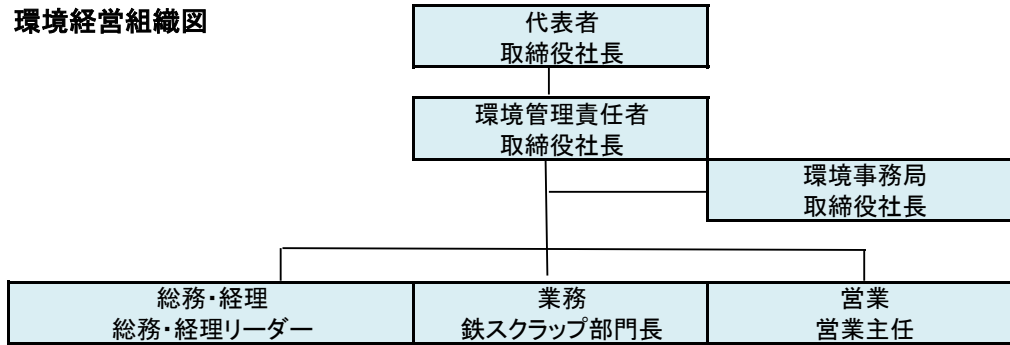 環境経営組織図
代表者
取締役社長
環境管理責任者
取締役社長
環境事務局
取締役社長
総務・経理
総務・経理リーダー
業務
鉄スクラップ部門長
営業
営業主任